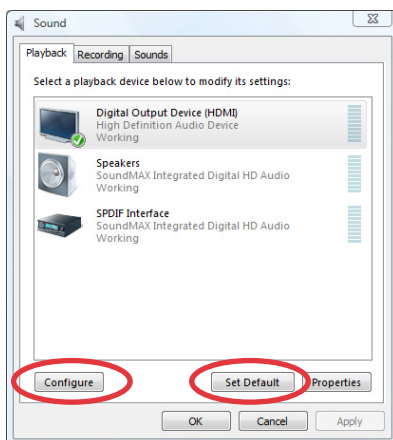 Sound
Playback Recording Sounds
Select a playback device below to modify its settings:
Digital Output Device (HDMI)
High Definition Audio Device
Working
Speakers
SoundMAX Integrated Digital HD Audio
Working
SPDIF Interface
SoundMAX Integrated Digital HD Audio
Working
Configure Set Default Properties
OK Cancel Apply